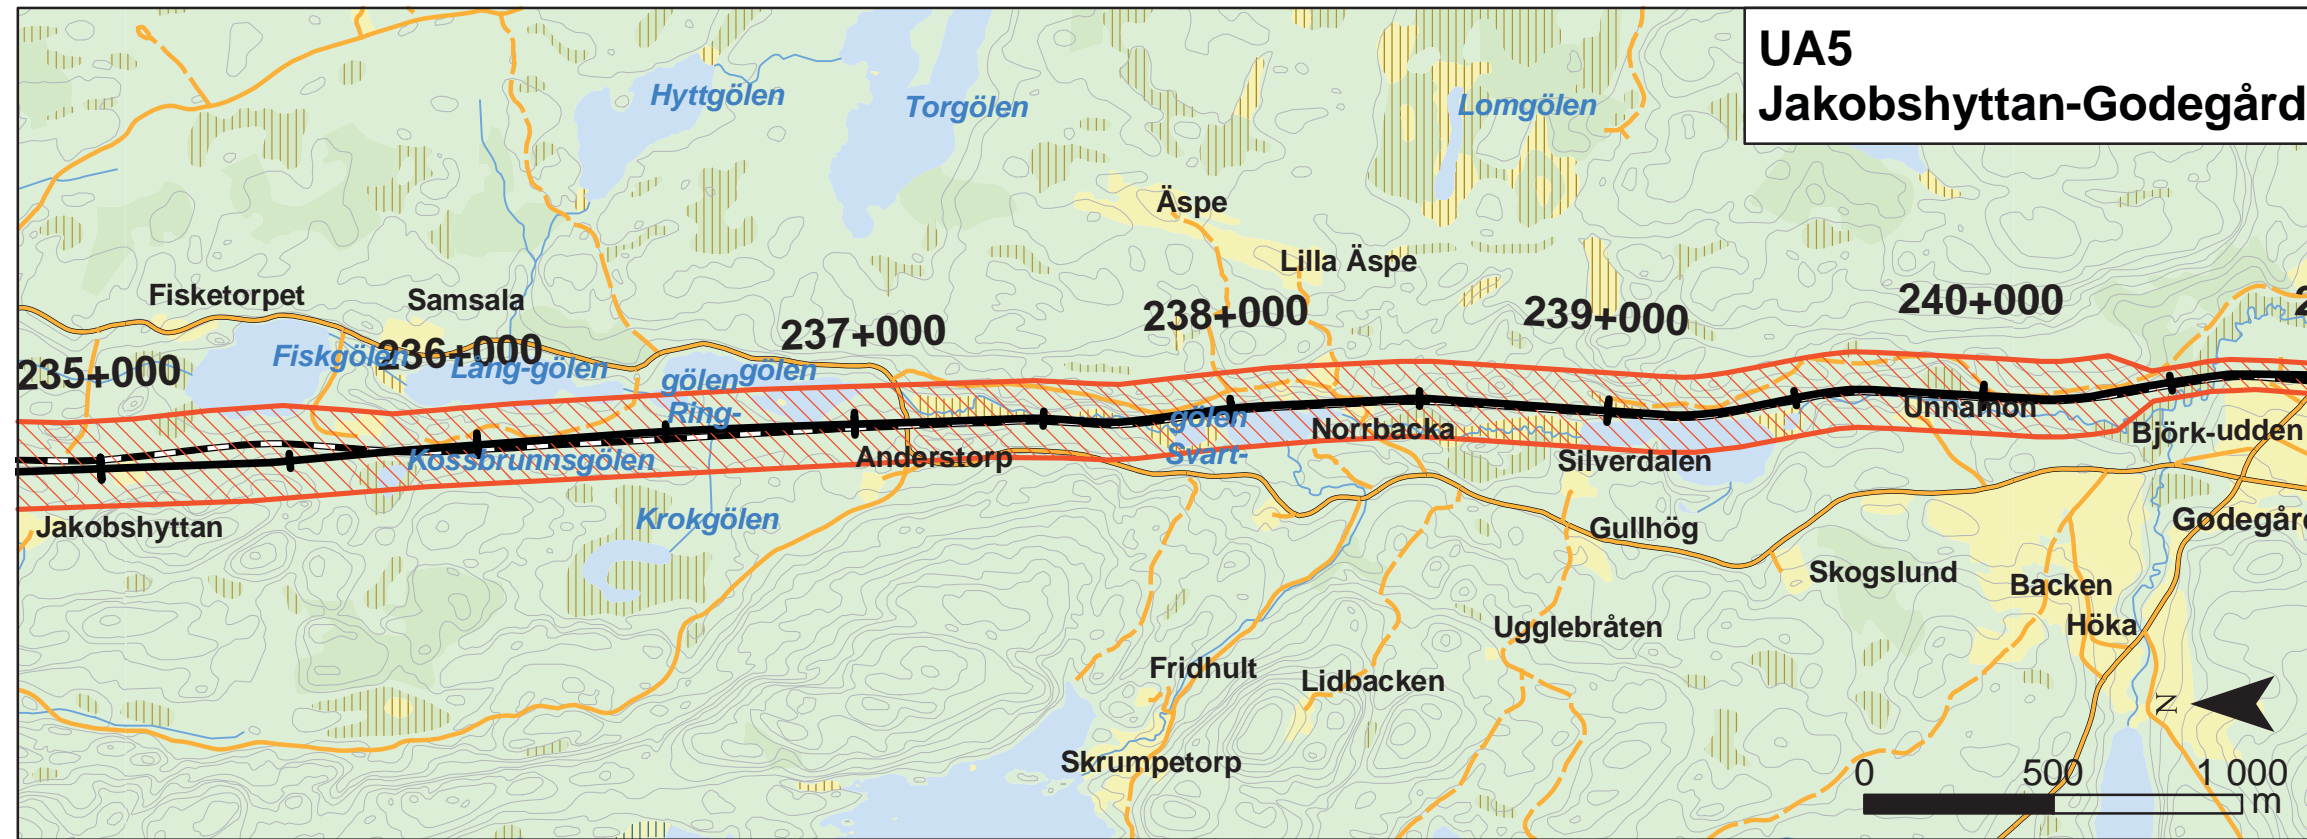 UA5
Jakobshyttan-Godegård
Hyttgölen
Torgölen
Lomgölen
Äspe
Lilla Äspe
Fisketorpet
Samsala
235+000
236+000
237+000
238+000
239+000
240+000
2
Fiskgölen
Lång-gölen
gölen
gölen
Ring-
gölen
Svart-
Kossbrunnsgölen
Krokgölen
Anderstorp
Norrbacka
Silverdalen
Unnamon
Björk-udden
Jakobshyttan
Gullhög
Godegård
Skogslund
Backen
Höka
Ugglebråten
Fridhult
Lidbacken
Skrumpetorp
N
0 500 1 000
m